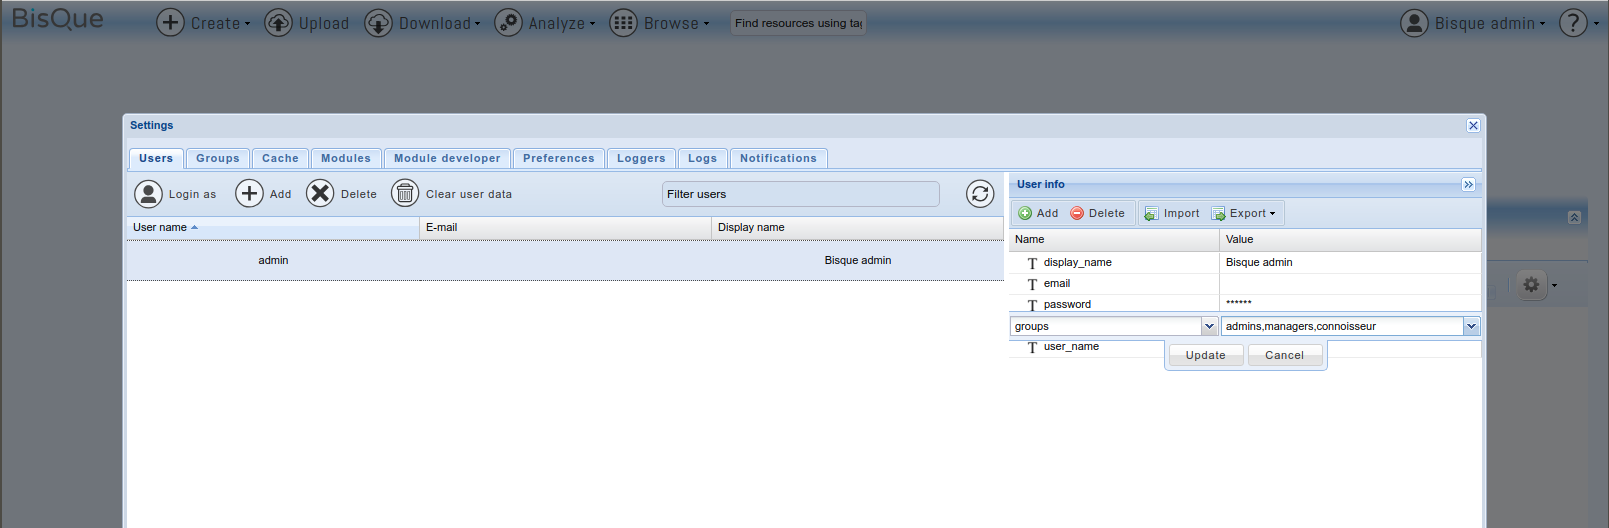 BisQue Create Upload Download Analyze Browse Find resources using tag Bisque admin ?
Settings
Users Groups Cache Modules Module developer Preferences Loggers Logs Notifications
Login as Add Delete Clear user data Filter users
User name E-mail Display name
admin Bisque admin
User info
Add Delete Import Export
Name Value
T display_name Bisque admin
T email
T password ******
groups admins,managers,connoisseur
T user_name
Update Cancel